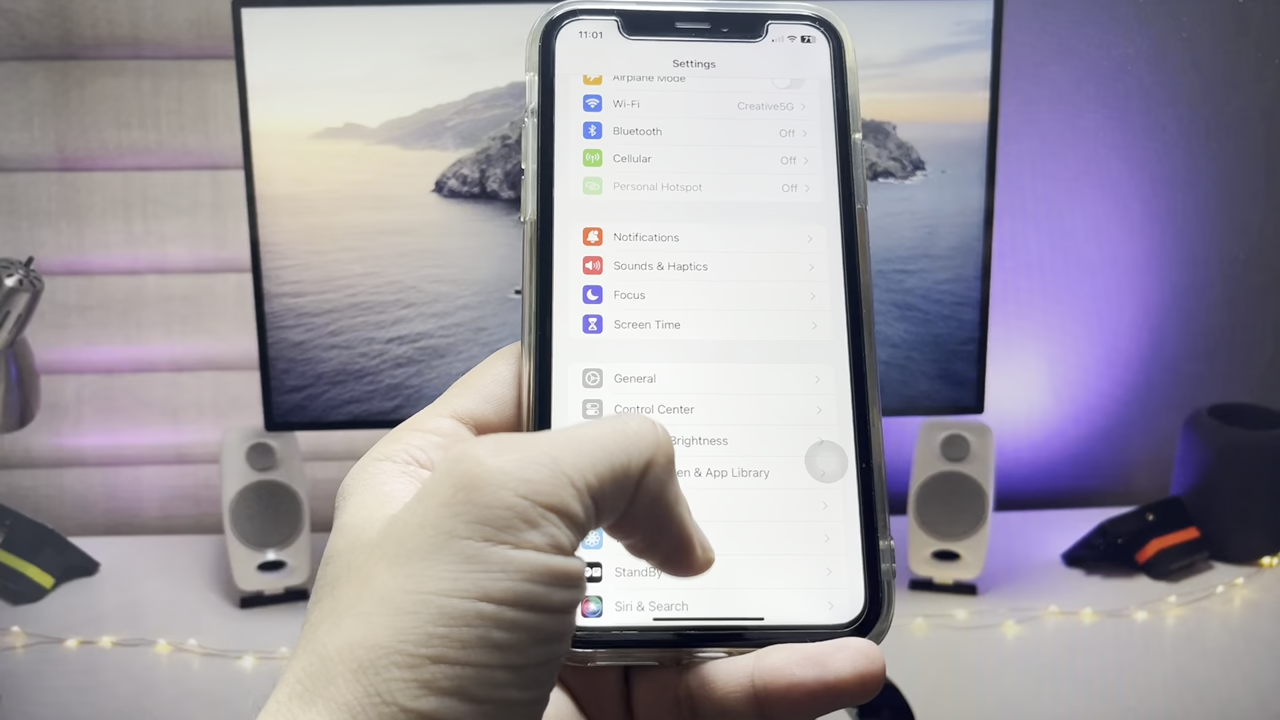 11:01
71
Settings
Airplane Mode
Wi-Fi Creative5G
Bluetooth Off
Cellular Off
Personal Hotspot Off
Notifications
Sounds & Haptics
Focus
Screen Time
General
Control Center
Brightness
en & App Library
StandBy
Siri & Search